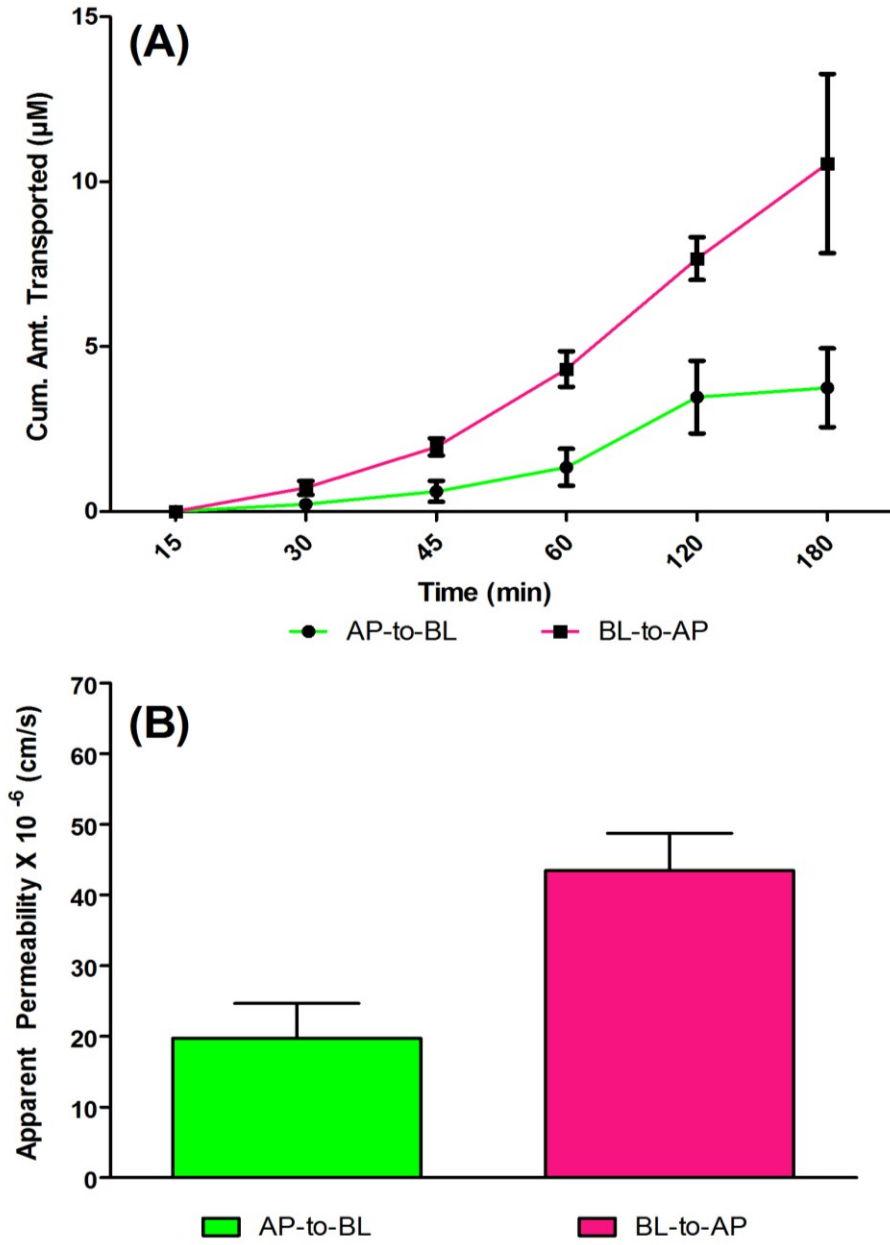 (A)
Cum. Amt. Transported (µM)
15
10
5
0
15
30
45
60
120
180
Time (min)
AP-to-BL
BL-to-AP
(B)
Apparent Permeability X 10 -6 (cm/s)
70
60
50
40
30
20
10
0
AP-to-BL
BL-to-AP